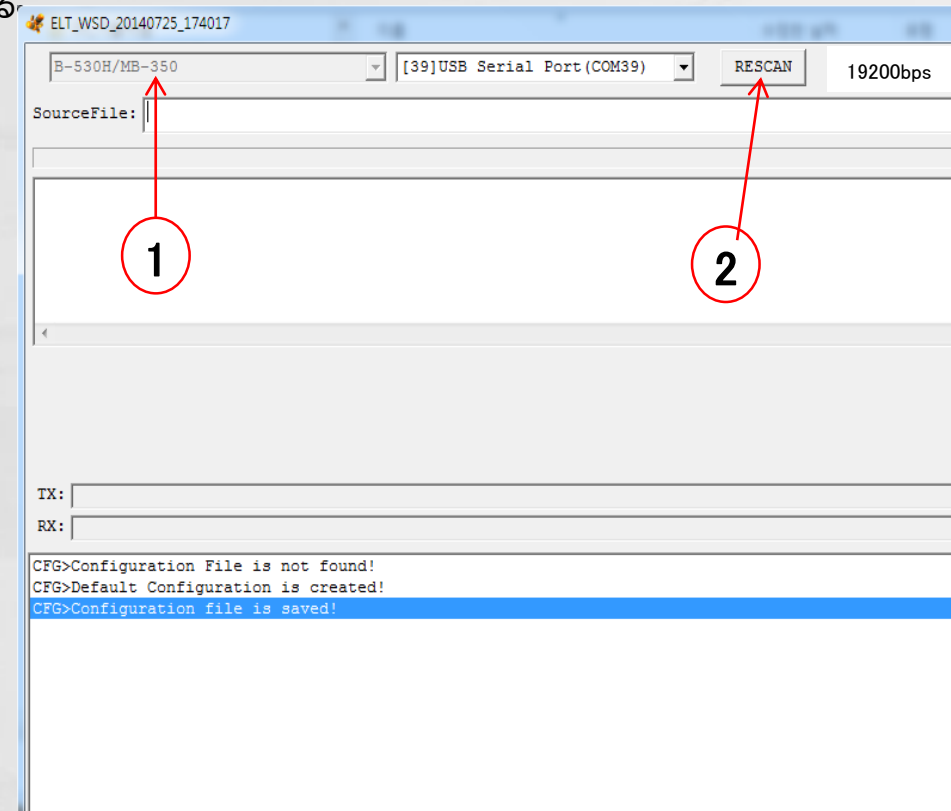 ELT_WSD_20140725_174017
B-530H/MB-350 [39]USB Serial Port(COM39) RESCAN 19200bps
SourceFile:
1 2
TX:
RX:
CFG>Configuration File is not found!
CFG>Default Configuration is created!
CFG>Configuration file is saved!